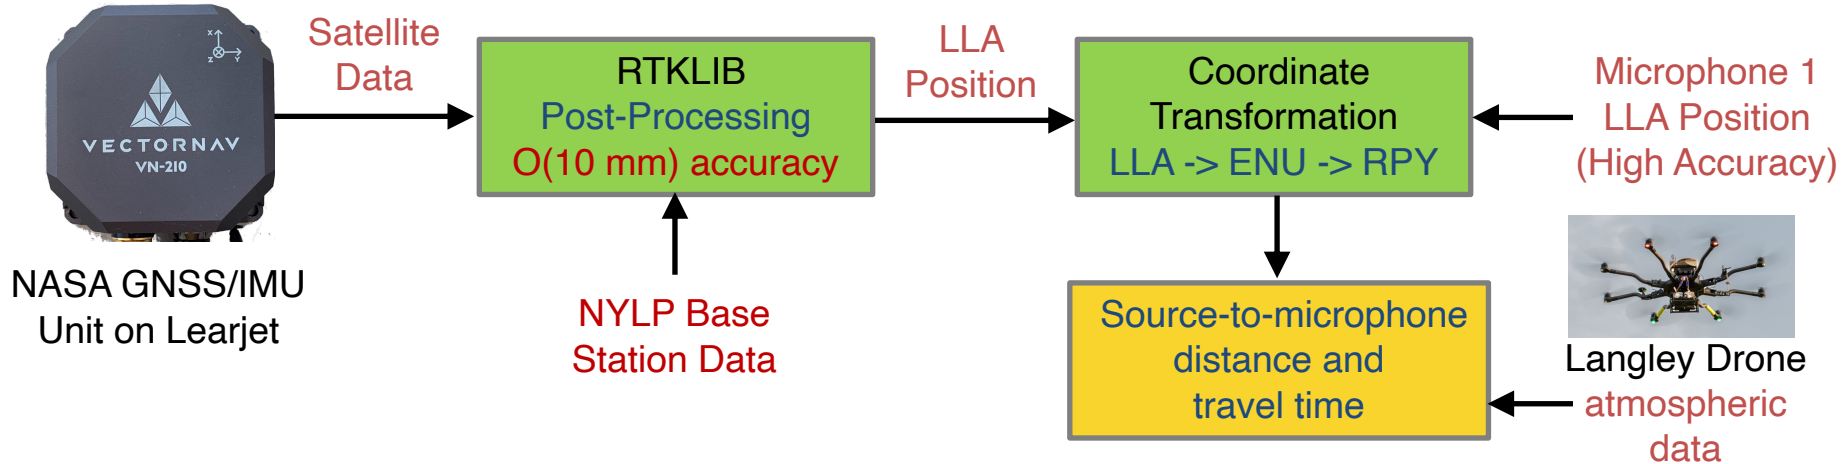 X
Z
Y
VECTORNAV
VN-210
NASA GNSS/IMU
Unit on Learjet
Satellite
Data
RTKLIB
Post-Processing
O(10 mm) accuracy
NYLP Base
Station Data
LLA
Position
Coordinate
Transformation
LLA -> ENU -> RPY
Microphone 1
LLA Position
(High Accuracy)
Source-to-microphone
distance and
travel time
Langley Drone
atmospheric
data